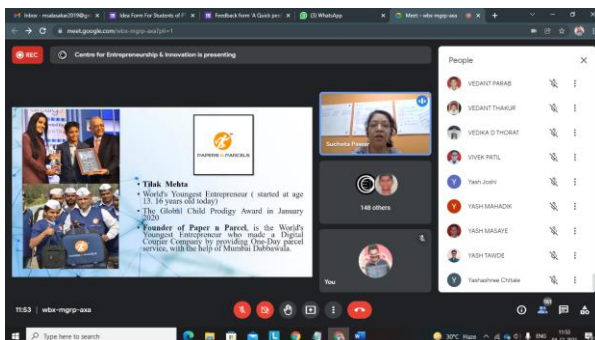 Inbox - malasakat2019@g
Idea Form For Students of F
Feedback form 'A Quick per
(3) WhatsApp
Meet – wbx-mgrp-axa
meet.google.com/wbx-mgrp-axa?pli=1
REC
Centre for Entrepreneurship & Innovation is presenting
People
PAPERS N PARCELS
Tilak Mehta
World's Youngest Entrepreneur ( started at age
13. 16 years old today)
The Global Child Prodigy Award in January
2020
Founder of Paper n Parcel, is the World's
Youngest Entrepreneur who made a Digital
Courier Company by providing One-Day parcel
service, with the help of Mumbai Dabbawala.
Sucheta Pawar
148 others
You
VEDANT PARAB
VEDANT THAKUR
VEDIKA D THORAT
VIVEK PATIL
Y
Yash Joshi
Y
YASH MAHADIK
YASH MASAYE
YASH TAWDE
Y
Yashashree Chitale
11:53 | wbx-mgrp-axa
151
Type here to search
30°C Haze
ENG
11:53